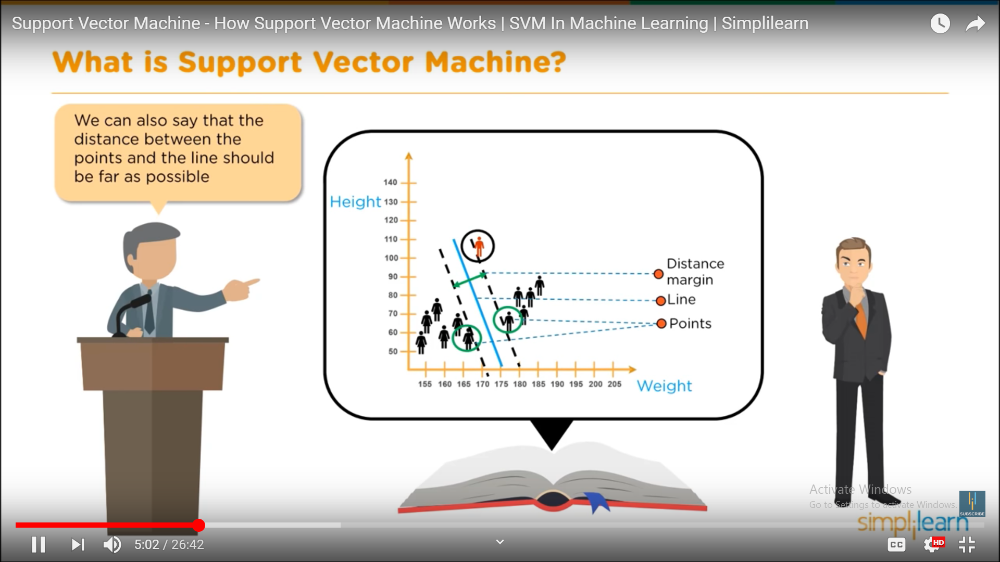 Support Vector Machine - How Support Vector Machine Works | SVM In Machine Learning | Simplilearn
What is Support Vector Machine?
We can also say that the
distance between the
points and the line should
be far as possible
Height
140
130
120
110
100
90
80
70
60
50
155 160 165 170 175 180 185 190 195 200 205
Weight
Distance
margin
Line
Points
Activate Windows
Go to Settings to activate Windows.
SUBSCRIBE
simplilearn
5:02 / 26:42
CC
HD